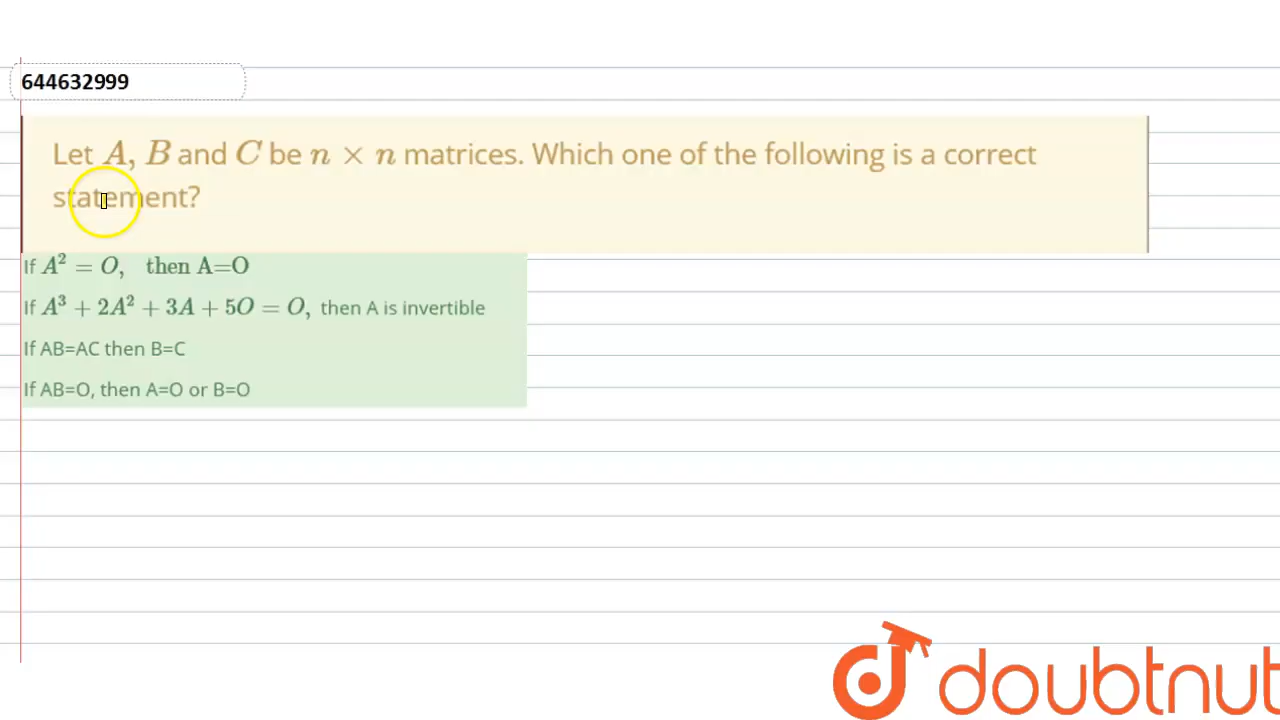 644632999
Let A, B and C be n × n matrices. Which one of the following is a correct
statement?
If A² = O, then A=O
If A³ + 2A² + 3A + 5O = O, then A is invertible
If AB=AC then B=C
If AB=O, then A=O or B=O
doubtnut